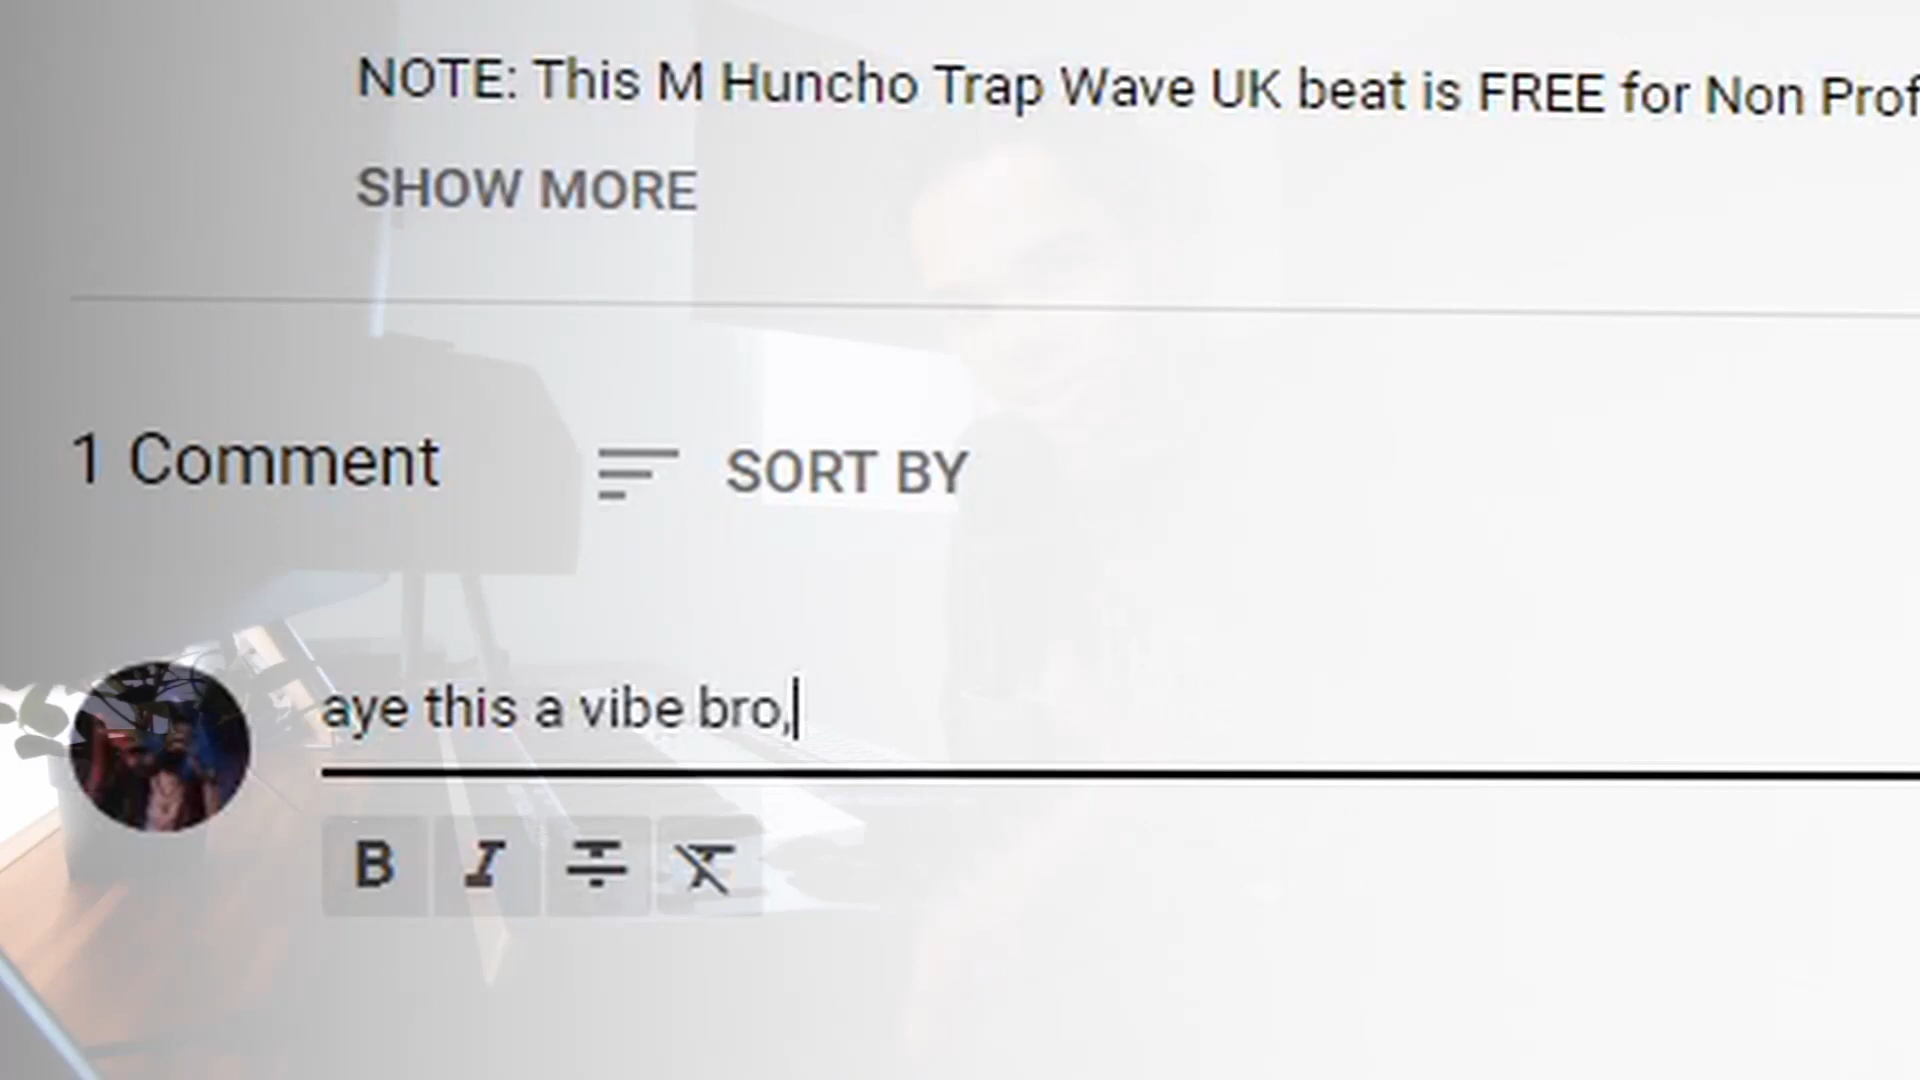 NOTE: This M Huncho Trap Wave UK beat is FREE for Non Prof
SHOW MORE
1 Comment
SORT BY
aye this a vibe bro,
B I